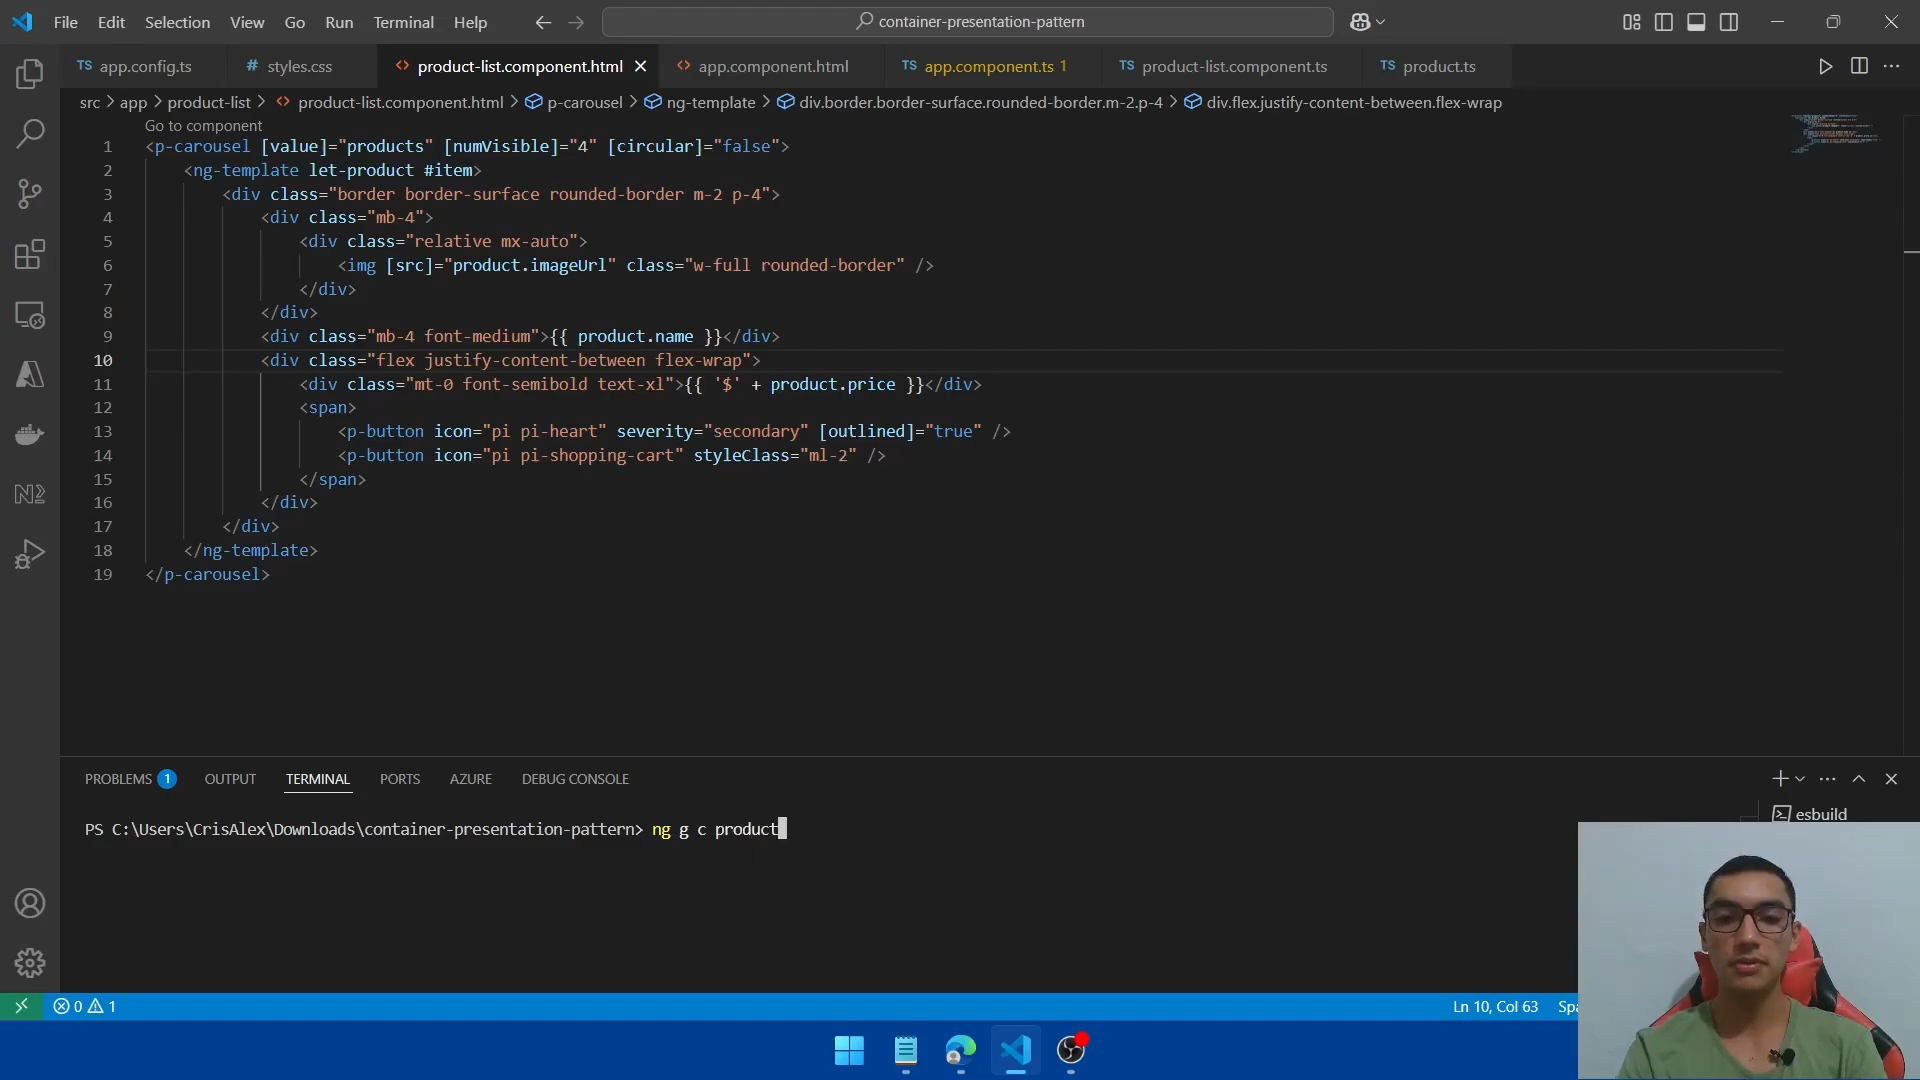 File Edit Selection View Go Run Terminal Help
container-presentation-pattern
TS app.config.ts
# styles.css
<> product-list.component.html
<> app.component.html
TS app.component.ts 1
TS product-list.component.ts
TS product.ts
src > app > product-list > <> product-list.component.html > p-carousel > ng-template > div.border.border-surface.rounded-border.m-2.p-4 > div.flex.justify-content-between.flex-wrap
Go to component
1 <p-carousel [value]="products" [numVisible]="4" [circular]="false">
2 <ng-template let-product #item>
3 <div class="border border-surface rounded-border m-2 p-4">
4 <div class="mb-4">
5 <div class="relative mx-auto">
6 <img [src]="product.imageUrl" class="w-full rounded-border" />
7 </div>
8 </div>
9 <div class="mb-4 font-medium">{{ product.name }}</div>
10 <div class="flex justify-content-between flex-wrap">
11 <div class="mt-0 font-semibold text-xl">{{ '$' + product.price }}</div>
12 <span>
13 <p-button icon="pi pi-heart" severity="secondary" [outlined]="true" />
14 <p-button icon="pi pi-shopping-cart" styleClass="ml-2" />
15 </span>
16 </div>
17 </div>
18 </ng-template>
19 </p-carousel>
PROBLEMS 1 OUTPUT TERMINAL PORTS AZURE DEBUG CONSOLE
esbuild
PS C:\Users\CrisAlex\Downloads\container-presentation-pattern> ng g c product
0 1
Ln 10, Col 63 Spa